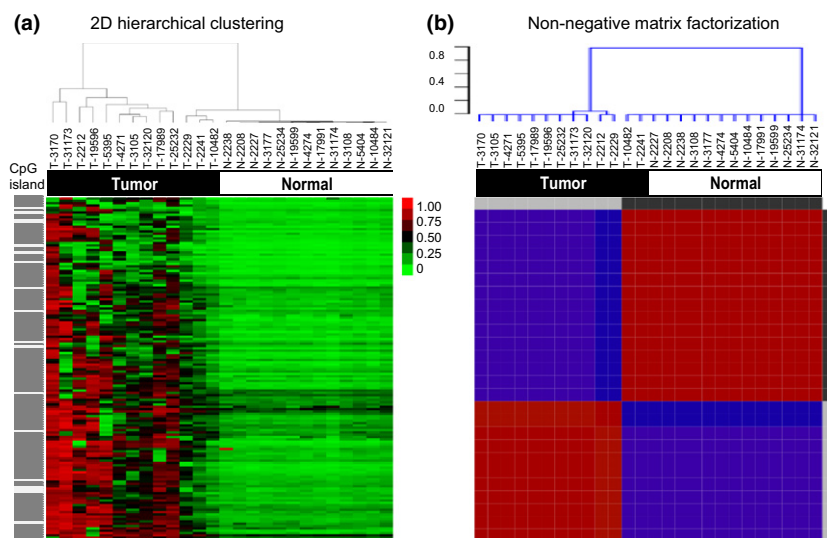 (a) 2D hierarchical clustering
T-3170
T-31173
T-2212
T-19596
T-5395
T-4271
T-3105
T-32120
T-17989
T-25232
T-2229
T-2241
T-10482
N-2238
N-2208
N-2227
N-3177
N-25234
N-19599
N-4274
N-17991
N-31174
N-3108
N-5404
N-10484
N-32121
CpG
island
Tumor Normal
1.00
0.75
0.50
0.25
0
(b) Non-negative matrix factorization
0.8
0.4
0.0
T-3170
T-3105
T-4271
T-5395
T-17989
T-19596
T-25232
T-31173
T-32120
T-2212
T-2229
T-10482
T-2241
N-2227
N-2208
N-2238
N-3108
N-3177
N-4274
N-5404
N-10484
N-17991
N-19599
N-25234
N-31174
N-32121
Tumor Normal